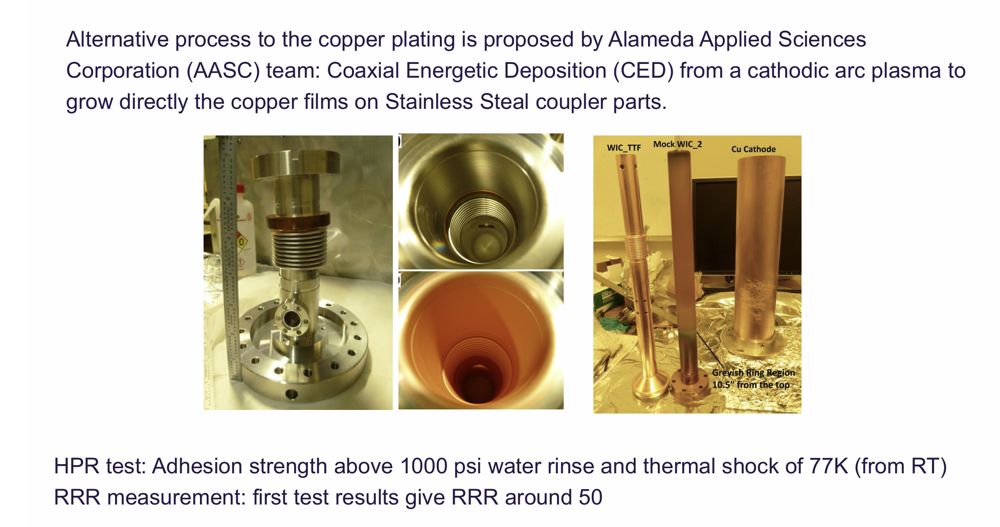 Alternative process to the copper plating is proposed by Alameda Applied Sciences
Corporation (AASC) team: Coaxial Energetic Deposition (CED) from a cathodic arc plasma to
grow directly the copper films on Stainless Steal coupler parts.
WIC_TTF
Mock WIC_2
Cu Cathode
KIMTE
Greyish Ring Region
10.5" from the top
HPR test: Adhesion strength above 1000 psi water rinse and thermal shock of 77K (from RT)
RRR measurement: first test results give RRR around 50